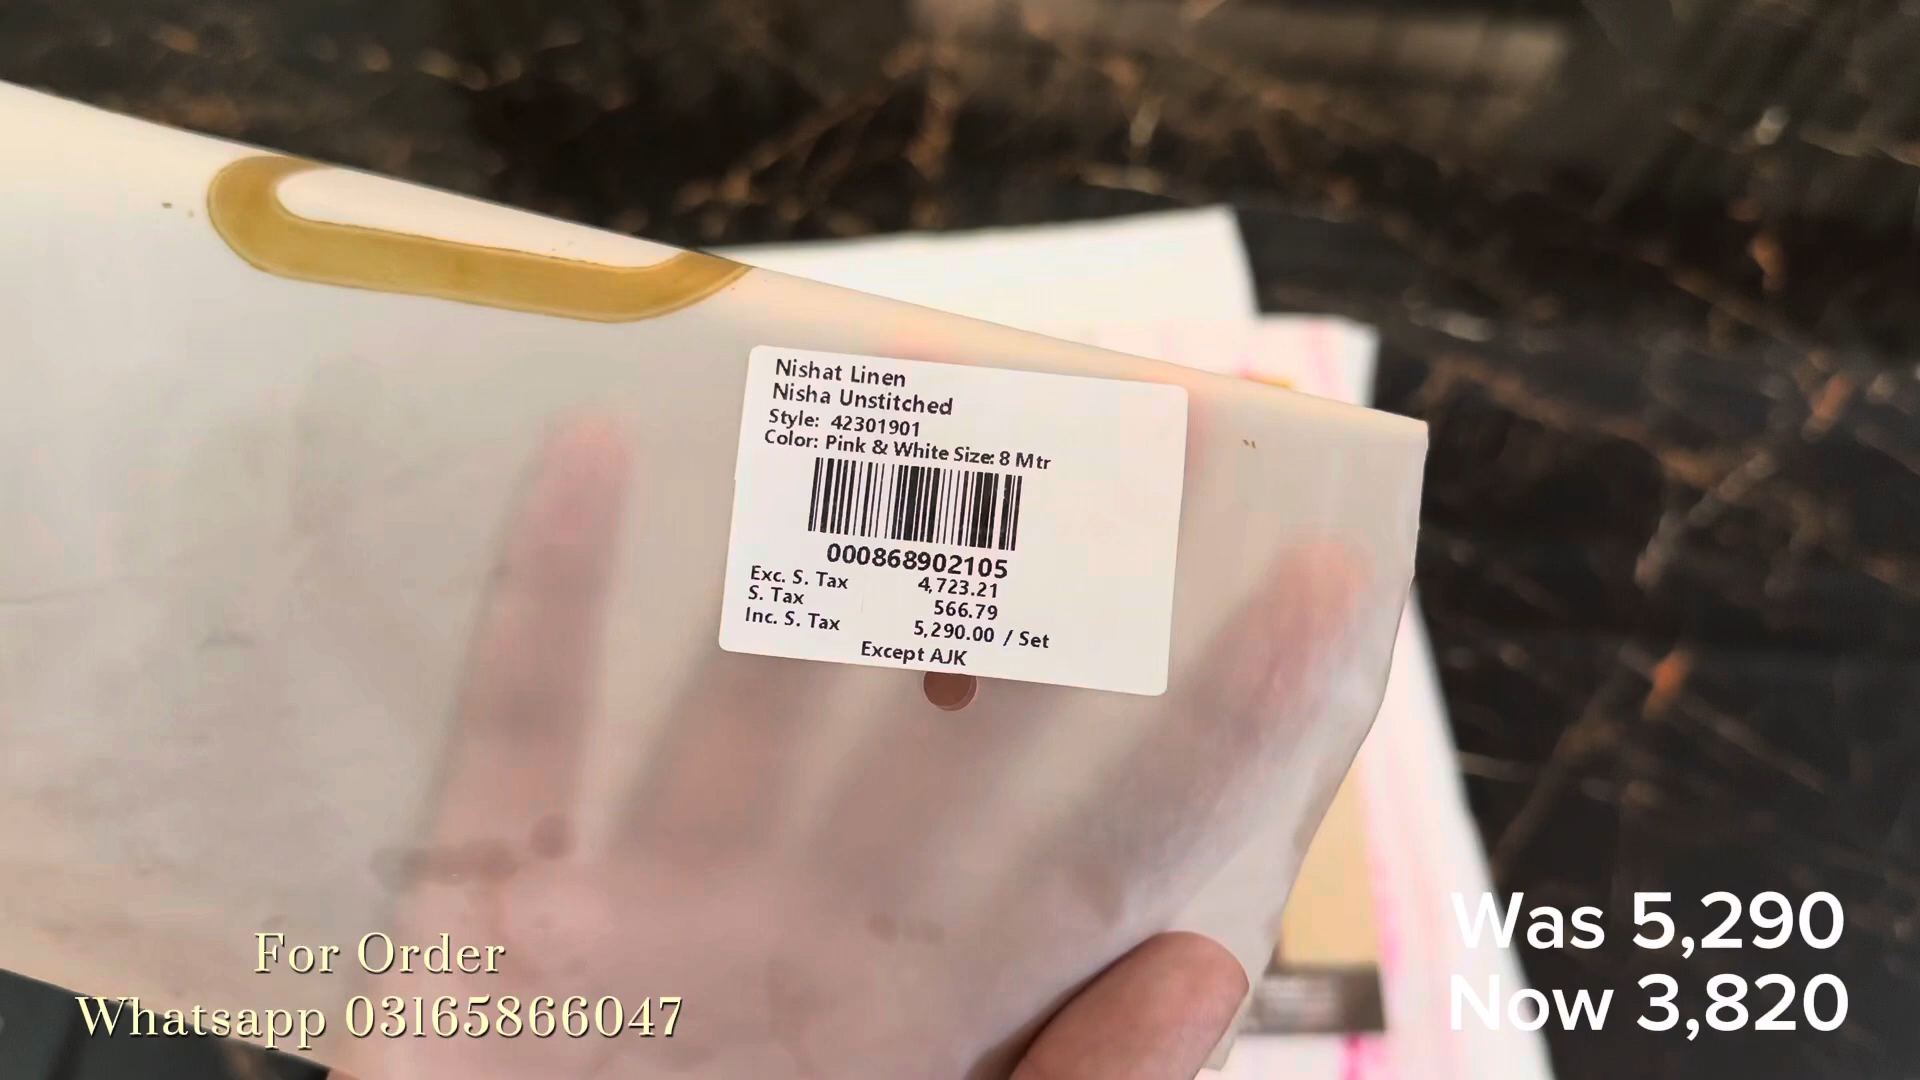 Nishat Linen
Nisha Unstitched
Style: 42301901
Color: Pink & White Size: 8 Mtr
000868902105
Exc. S. Tax 4,723.21
S. Tax 566.79
Inc. S. Tax 5,290.00 / Set
Except AJK
For Order
Whatsapp 03165866047
Was 5,290
Now 3,820